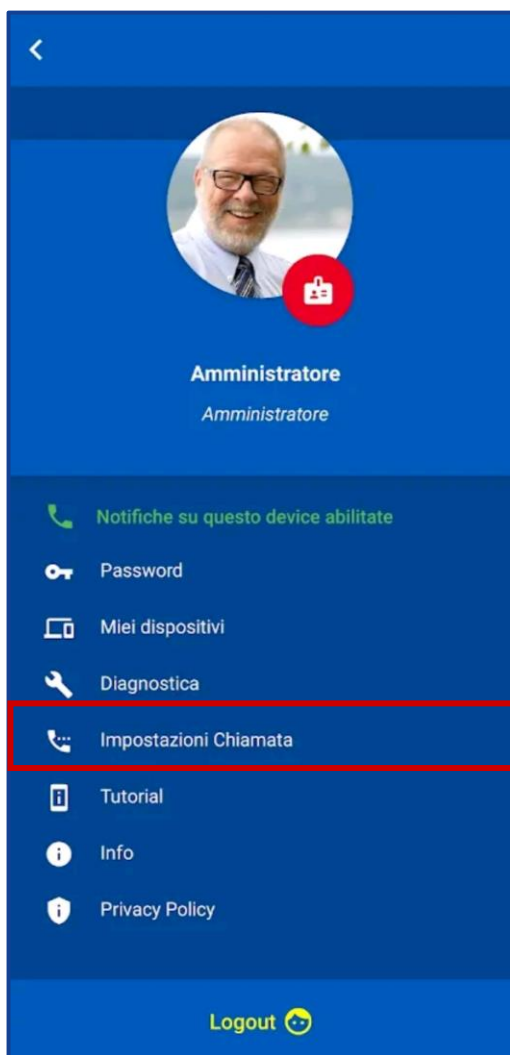 Amministratore
Amministratore
Notifiche su questo device abilitate
Password
Miei dispositivi
Diagnostica
Impostazioni Chiamata
Tutorial
Info
Privacy Policy
Logout